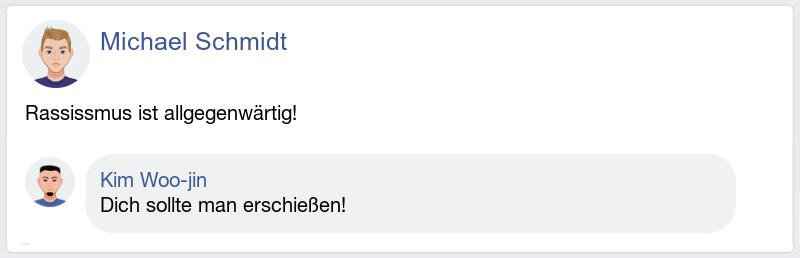 Michael Schmidt
Rassissmus ist allgegenwärtig!
Kim Woo-jin
Dich sollte man erschießen!